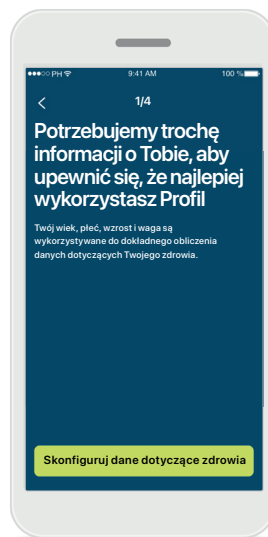 ●●●○○ PH 9:41 AM 100 %
1/4
Potrzebujemy trochę
informacji o Tobie, aby
upewnić się, że najlepiej
wykorzystasz Profil
Twój wiek, płeć, wzrost i waga są
wykorzystywane do dokładnego obliczenia
danych dotyczących Twojego zdrowia.
Skonfiguruj dane dotyczące zdrowia